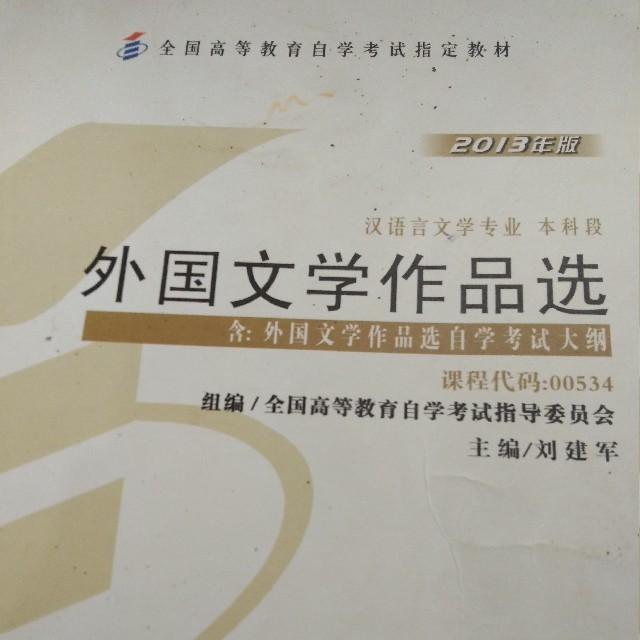 全国高等教育自学考试指定教材
2013年版
汉语言文学专业 本科段
外国文学作品选
含: 外国文学作品选自学考试大纲
课程代码:00534
组编/全国高等教育自学考试指导委员会
主编/刘建军